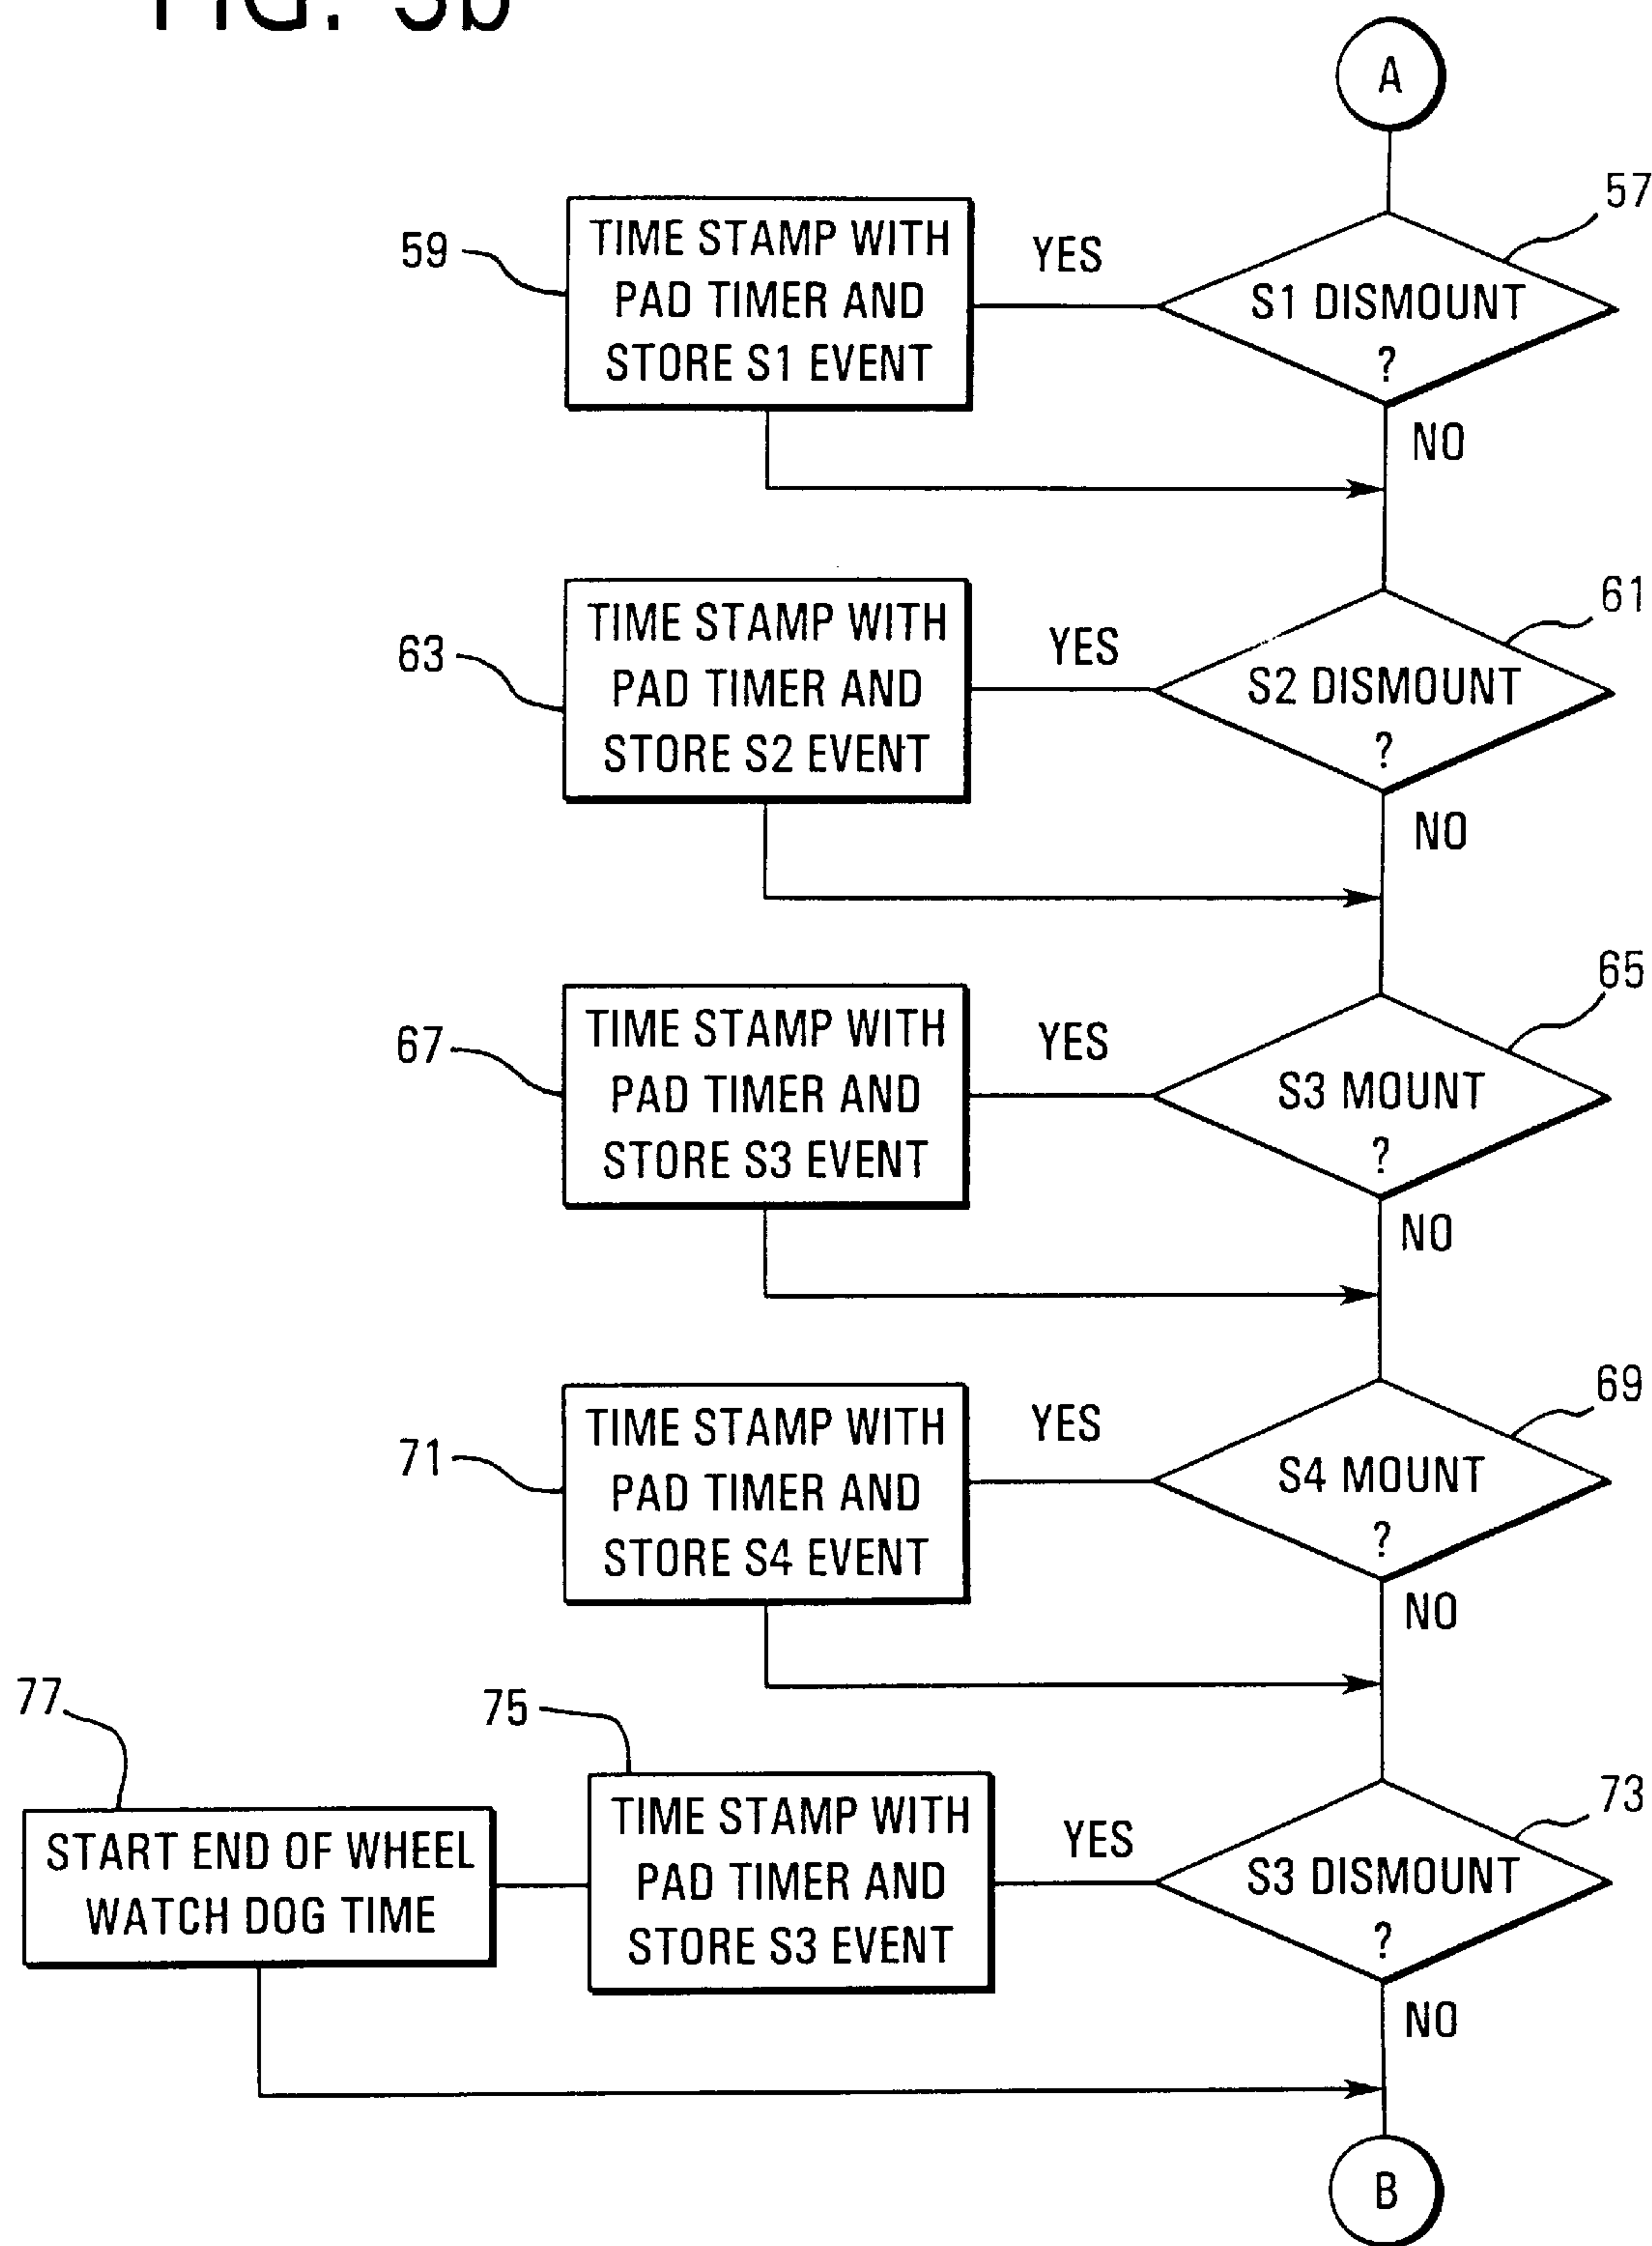 FIG. 5b
A
57
59
TIME STAMP WITH
PAD TIMER AND
STORE S1 EVENT
YES
S1 DISMOUNT
?
NO
61
63
TIME STAMP WITH
PAD TIMER AND
STORE S2 EVENT
YES
S2 DISMOUNT
?
NO
65
67
TIME STAMP WITH
PAD TIMER AND
STORE S3 EVENT
YES
S3 MOUNT
?
NO
69
71
TIME STAMP WITH
PAD TIMER AND
STORE S4 EVENT
YES
S4 MOUNT
?
NO
77
75
73
START END OF WHEEL
WATCH DOG TIME
TIME STAMP WITH
PAD TIMER AND
STORE S3 EVENT
YES
S3 DISMOUNT
?
NO
B